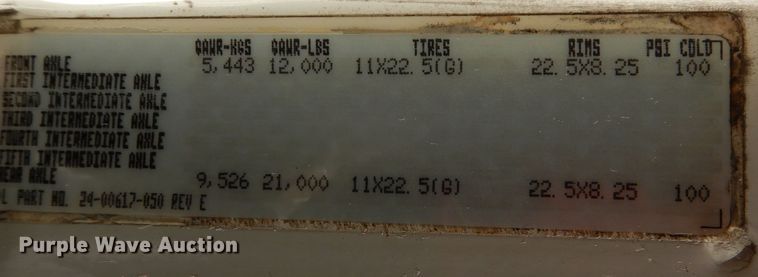 GAWR-KGS GAWR-LBS TIRES RIMS PSI COLD
FRONT AXLE 5,443 12,000 11X22.5(G) 22.5X8.25 100
FIRST INTERMEDIATE AXLE
SECOND INTERMEDIATE AXLE
THIRD INTERMEDIATE AXLE
FOURTH INTERMEDIATE AXLE
FIFTH INTERMEDIATE AXLE
REAR AXLE 9,526 21,000 11X22.5(G) 22.5X8.25 100
PART NO. 24-00617-050 REV E
Purple Wave Auction